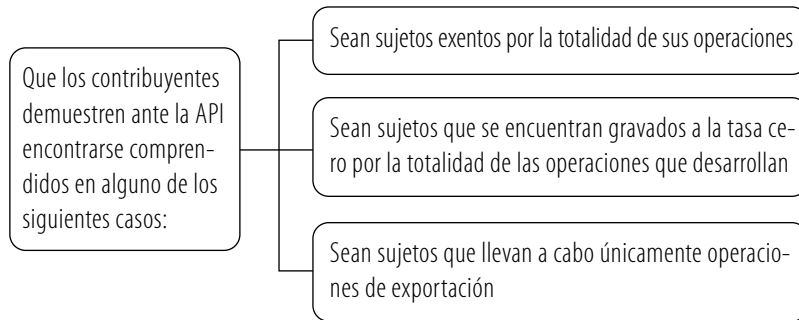 Que los contribuyentes
demuestren ante la API
encontrarse compren-
didos en alguno de los
siguientes casos:
Sean sujetos exentos por la totalidad de sus operaciones
Sean sujetos que se encuentran gravados a la tasa ce-
ro por la totalidad de las operaciones que desarrollan
Sean sujetos que llevan a cabo únicamente operacio-
nes de exportación